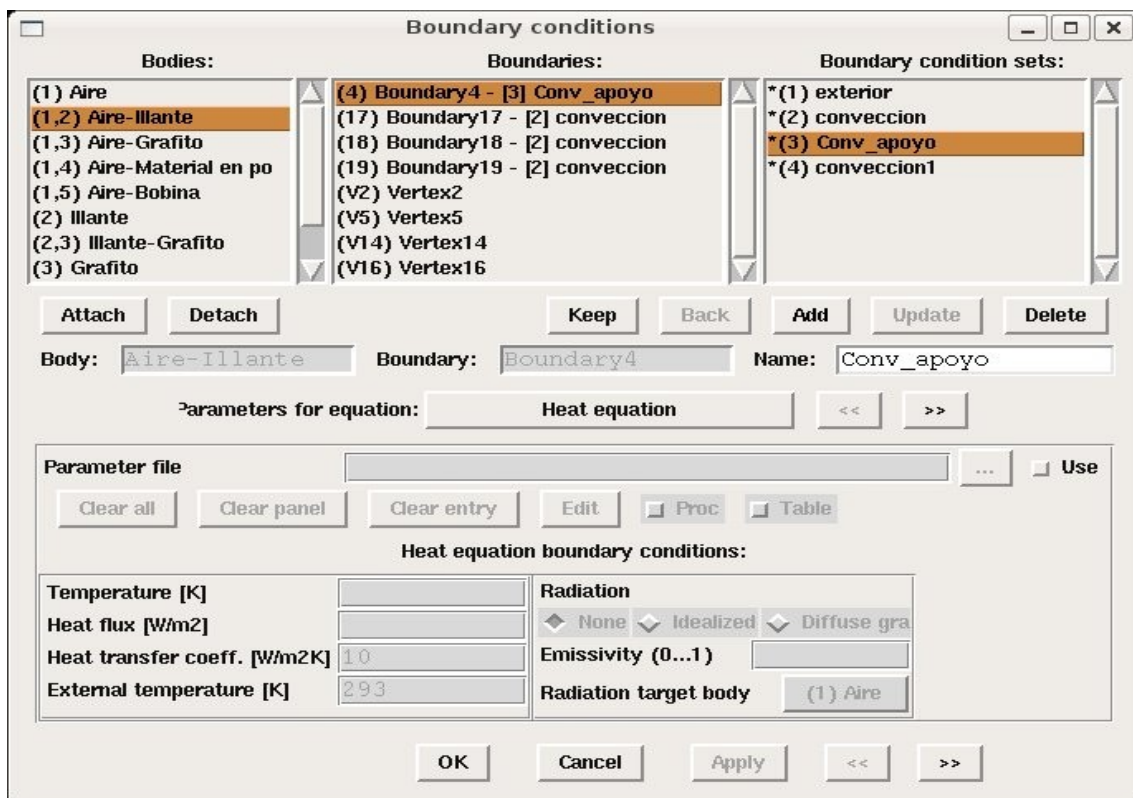 Boundary conditions
Bodies:
Boundaries:
Boundary condition sets:
(1) Aire
(1,2) Aire-Illante
(1,3) Aire-Grafito
(1,4) Aire-Material en po
(1,5) Aire-Bobina
(2) Illante
(2,3) Illante-Grafito
(3) Grafito
(4) Boundary4 - [3] Conv_apoyo
(17) Boundary17 - [2] conveccion
(18) Boundary18 - [2] conveccion
(19) Boundary19 - [2] conveccion
(V2) Vertex2
(V5) Vertex5
(V14) Vertex14
(V16) Vertex16
*(1) exterior
*(2) conveccion
*(3) Conv_apoyo
*(4) conveccion1
Attach Detach Keep Back Add Update Delete
Body: Aire-Illante Boundary: Boundary4 Name: Conv_apoyo
Parameters for equation: Heat equation << >>
Parameter file ... Use
Clear all Clear panel Clear entry Edit Proc Table
Heat equation boundary conditions:
Temperature [K]
Heat flux [W/m2]
Heat transfer coeff. [W/m2K] 10
External temperature [K] 293
Radiation
None Idealized Diffuse gra
Emissivity (0...1)
Radiation target body (1) Aire
OK Cancel Apply << >>